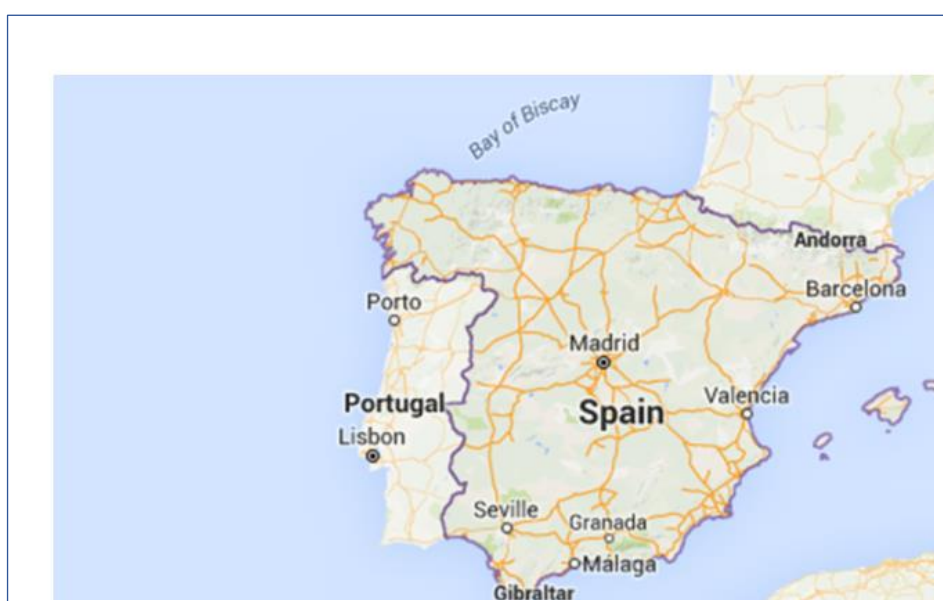 Bay of Biscay
Andorra
Barcelona
Porto
Madrid
Valencia
Portugal
Spain
Lisbon
Seville
Granada
Málaga
Gibraltar